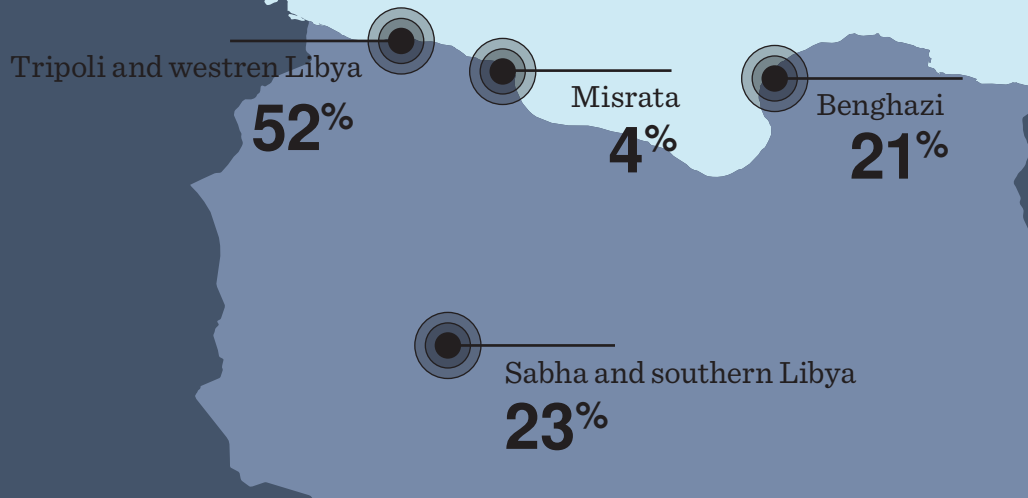 Tripoli and westren Libya
52%
Misrata
4%
Benghazi
21%
Sabha and southern Libya
23%